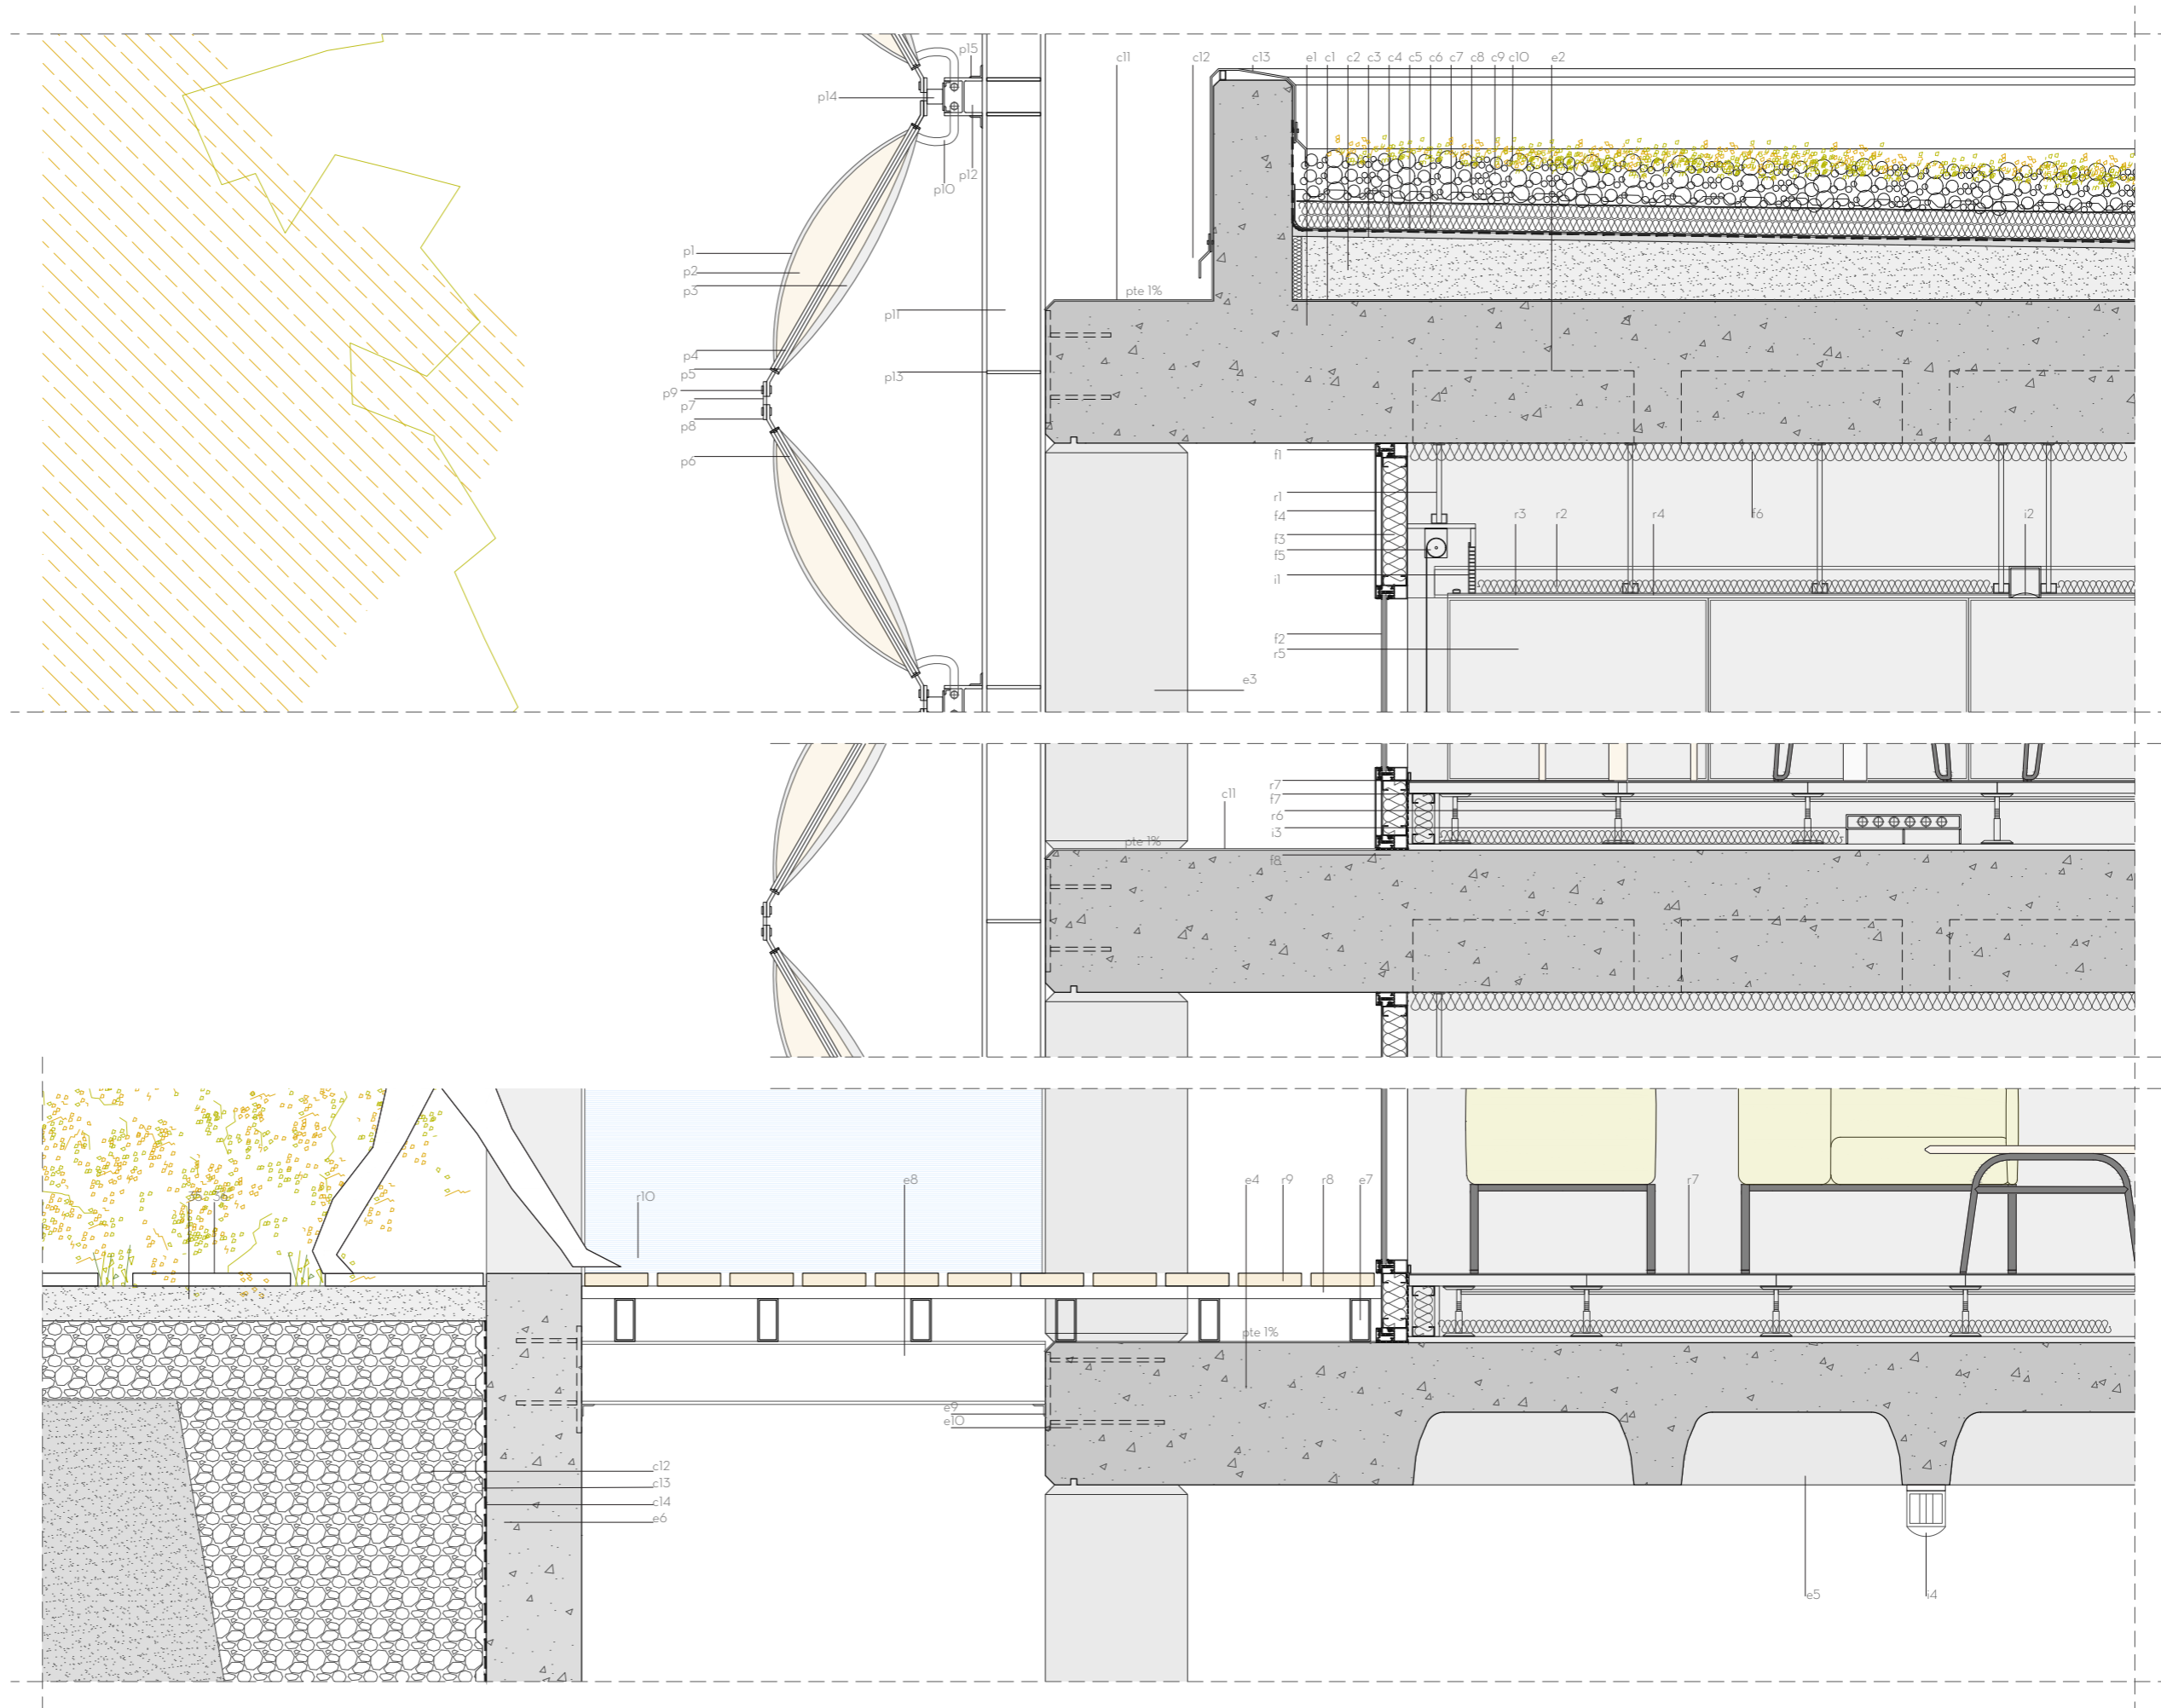 p15
c11
c12
c13
e1 c1 c2 c3 c4 c5 c6 c7 c8 c9 c10
e2
p14
p10
p12
p1
p2
p3
pte 1%
p11
p4
p5
p13
p9
p7
p8
p6
f1
r1
f4
r3
r2
r4
f6
i2
f3
f5
i1
f2
r5
e3
r7
f7
c11
r6
i3
pte 1%
f8
35
36
r10
e8
e4
r9
r8
e7
r7
pte 1%
e9
e10
c12
c13
c14
e6
e5
i4